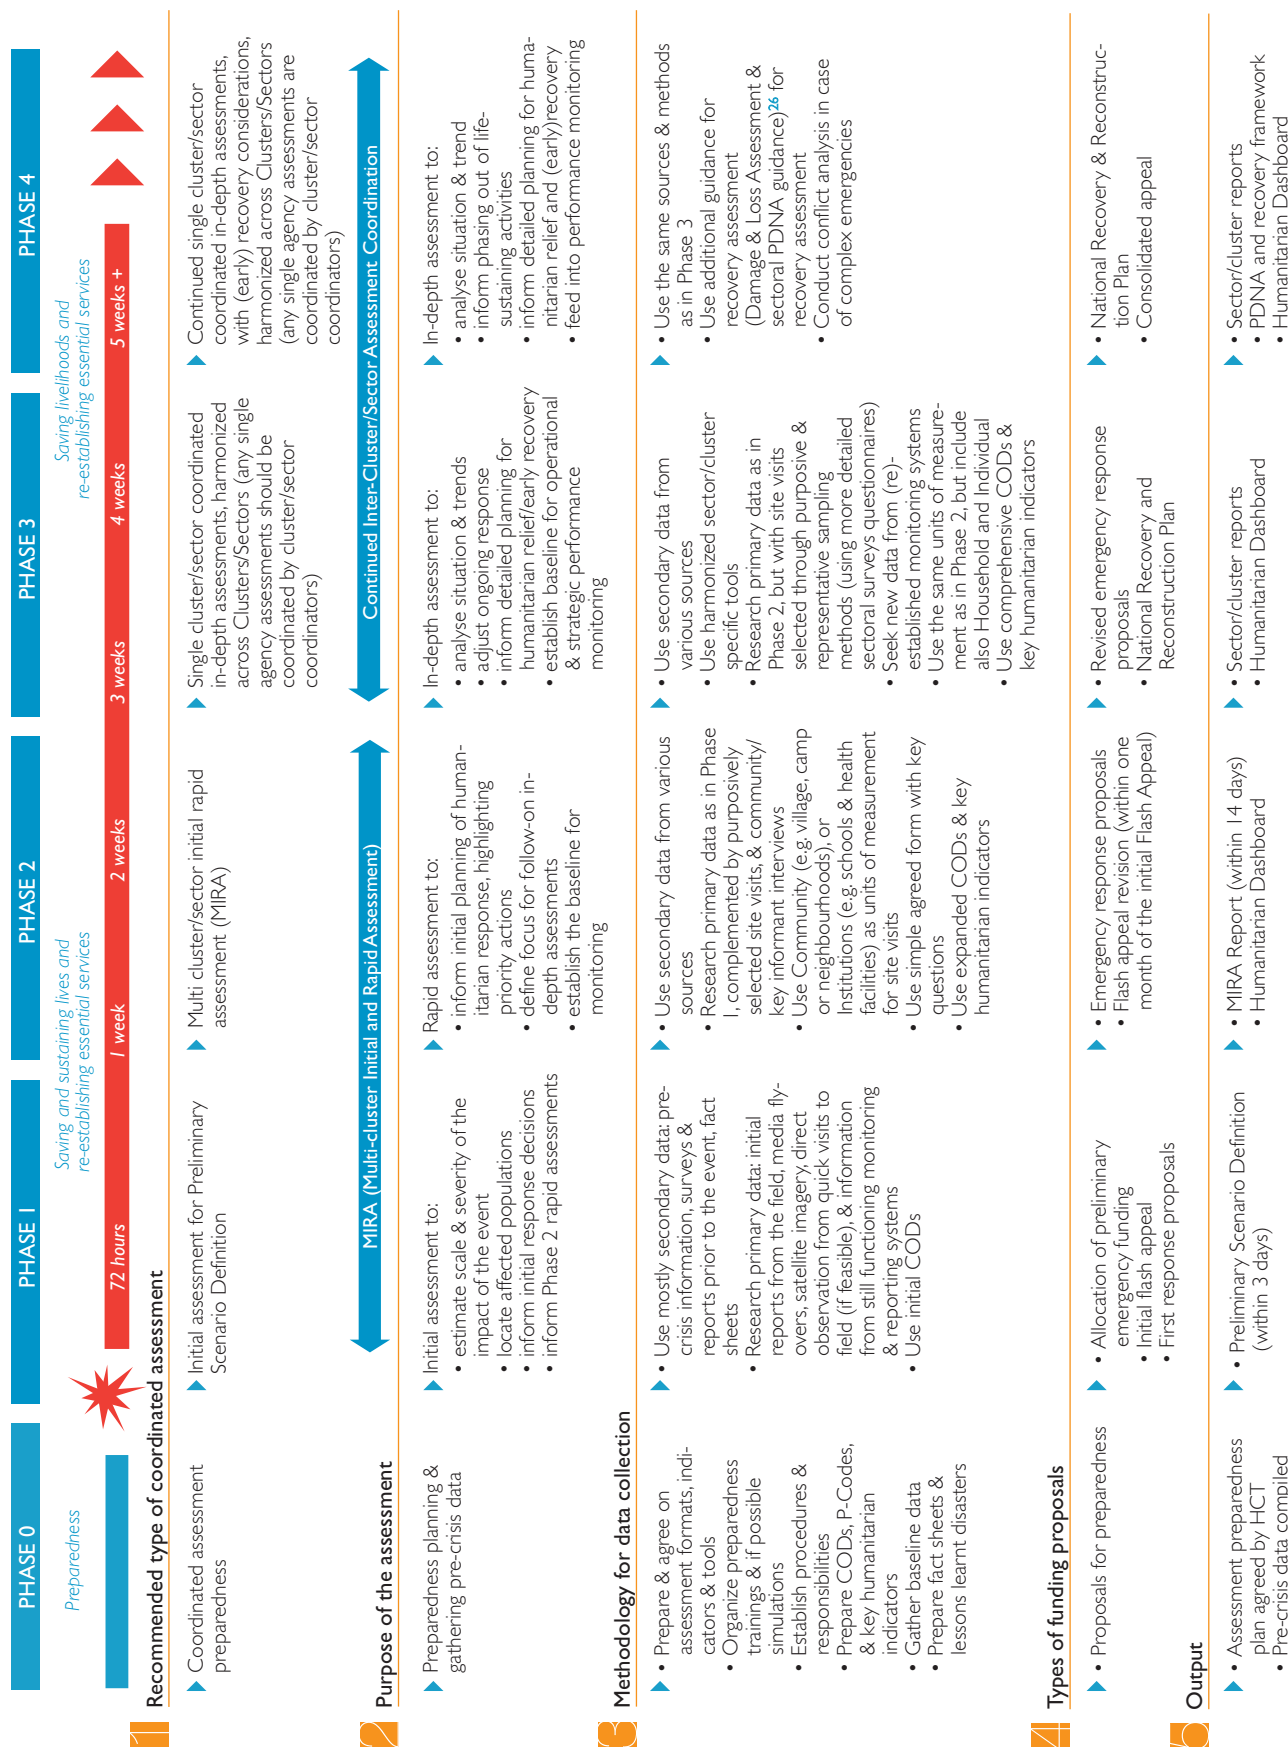 PHASE 0
PHASE 1
PHASE 2
PHASE 3
PHASE 4
Preparedness
Saving and sustaining lives and
re-establishing essential services
Saving livelihoods and
re-establishing essential services
72 hours
1 week
2 weeks
3 weeks
4 weeks
5 weeks +
1
Recommended type of coordinated assessment
Coordinated assessment
preparedness
Initial assessment for Preliminary
Scenario Definition
Multi cluster/sector initial rapid
assessment (MIRA)
Single cluster/sector coordinated
in-depth assessments, harmonized
across Clusters/Sectors (any single
agency assessments should be
coordinated by cluster/sector
coordinators)
Continued single cluster/sector
coordinated in-depth assessments,
with (early) recovery considerations,
harmonized across Clusters/Sectors
(any single agency assessments are
coordinated by cluster/sector
coordinators)
MIRA (Multi-cluster Initial and Rapid Assessment)
Continued Inter-Cluster/Sector Assessment Coordination
2
Purpose of the assessment
Preparedness planning &
gathering pre-crisis data
Initial assessment to:
• estimate scale & severity of the
impact of the event
• locate affected populations
• inform initial response decisions
• inform Phase 2 rapid assessments
Rapid assessment to:
• inform initial planning of human-
itarian response, highlighting
priority actions
• define focus for follow-on in-
depth assessments
• establish the baseline for
monitoring
In-depth assessment to:
• analyse situation & trends
• adjust ongoing response
• inform detailed planning for
humanitarian relief/early recovery
• establish baseline for operational
& strategic performance
monitoring
In-depth assessment to:
• analyse situation & trend
• inform phasing out of life-
sustaining activities
• inform detailed planning for huma-
nitarian relief and (early)recovery
• feed into performance monitoring
3
Methodology for data collection
• Prepare & agree on
assessment formats, indi-
cators & tools
• Organize preparedness
trainings & if possible
simulations
• Establish procedures &
responsibilities
• Prepare CODs, P-Codes,
& key humanitarian
indicators
• Gather baseline data
• Prepare fact sheets &
lessons learnt disasters
• Use mostly secondary data: pre-
crisis information, surveys &
reports prior to the event, fact
sheets
• Research primary data: initial
reports from the field, media fly-
overs, satellite imagery, direct
observation from quick visits to
field (if feasible), & information
from still functioning monitoring
& reporting systems
• Use initial CODs
• Use secondary data from various
sources
• Research primary data as in Phase
1, complemented by purposively
selected site visits, & community/
key informant interviews
• Use Community (e.g. village, camp
or neighbourhoods), or
Institutions (e.g. schools & health
facilities) as units of measurement
for site visits
• Use simple agreed form with key
question
• Use expanded CODs & key
humanitarian indicators
• Use secondary data from
various sources
• Use harmonized sector/cluster
specific tools
• Research primary data as in
Phase 2, but with site visits
selected through purposive &
representative sampling
methods (using more detailed
sectoral surveys questionnaires)
• Seek new data from (re)-
established monitoring systems
• Use the same units of measure-
ment as in Phase 2, but include
also Household and Individual
• Use comprehensive CODs &
key humanitarian indicators
• Use the same sources & methods
as in Phase 3
• Use additional guidance for
recovery assessment
(Damage & Loss Assessment &
sectoral PDNA guidance)26 for
recovery assessment
• Conduct conflict analysis in case
of complex emergencies
4
Types of funding proposals
• Proposals for preparedness
• Allocation of preliminary
emergency funding
• Initial flash appeal
• First response proposals
• Emergency response proposals
• Flash appeal revision (within one
month of the initial Flash Appeal)
• Revised emergency response
proposals
• National Recovery and
Reconstruction Plan
• National Recovery & Reconstruc-
tion Plan
• Consolidated appeal
5
Output
• Assessment preparedness
plan agreed by HCT
• Pre-crisis data compiled
• Preliminary Scenario Definition
(within 3 days)
• MIRA Report (within 14 days)
• Humanitarian Dashboard
• Sector/cluster reports
• Humanitarian Dashboard
• Sector/cluster reports
• PDNA and recovery framework
• Humanitarian Dashboard